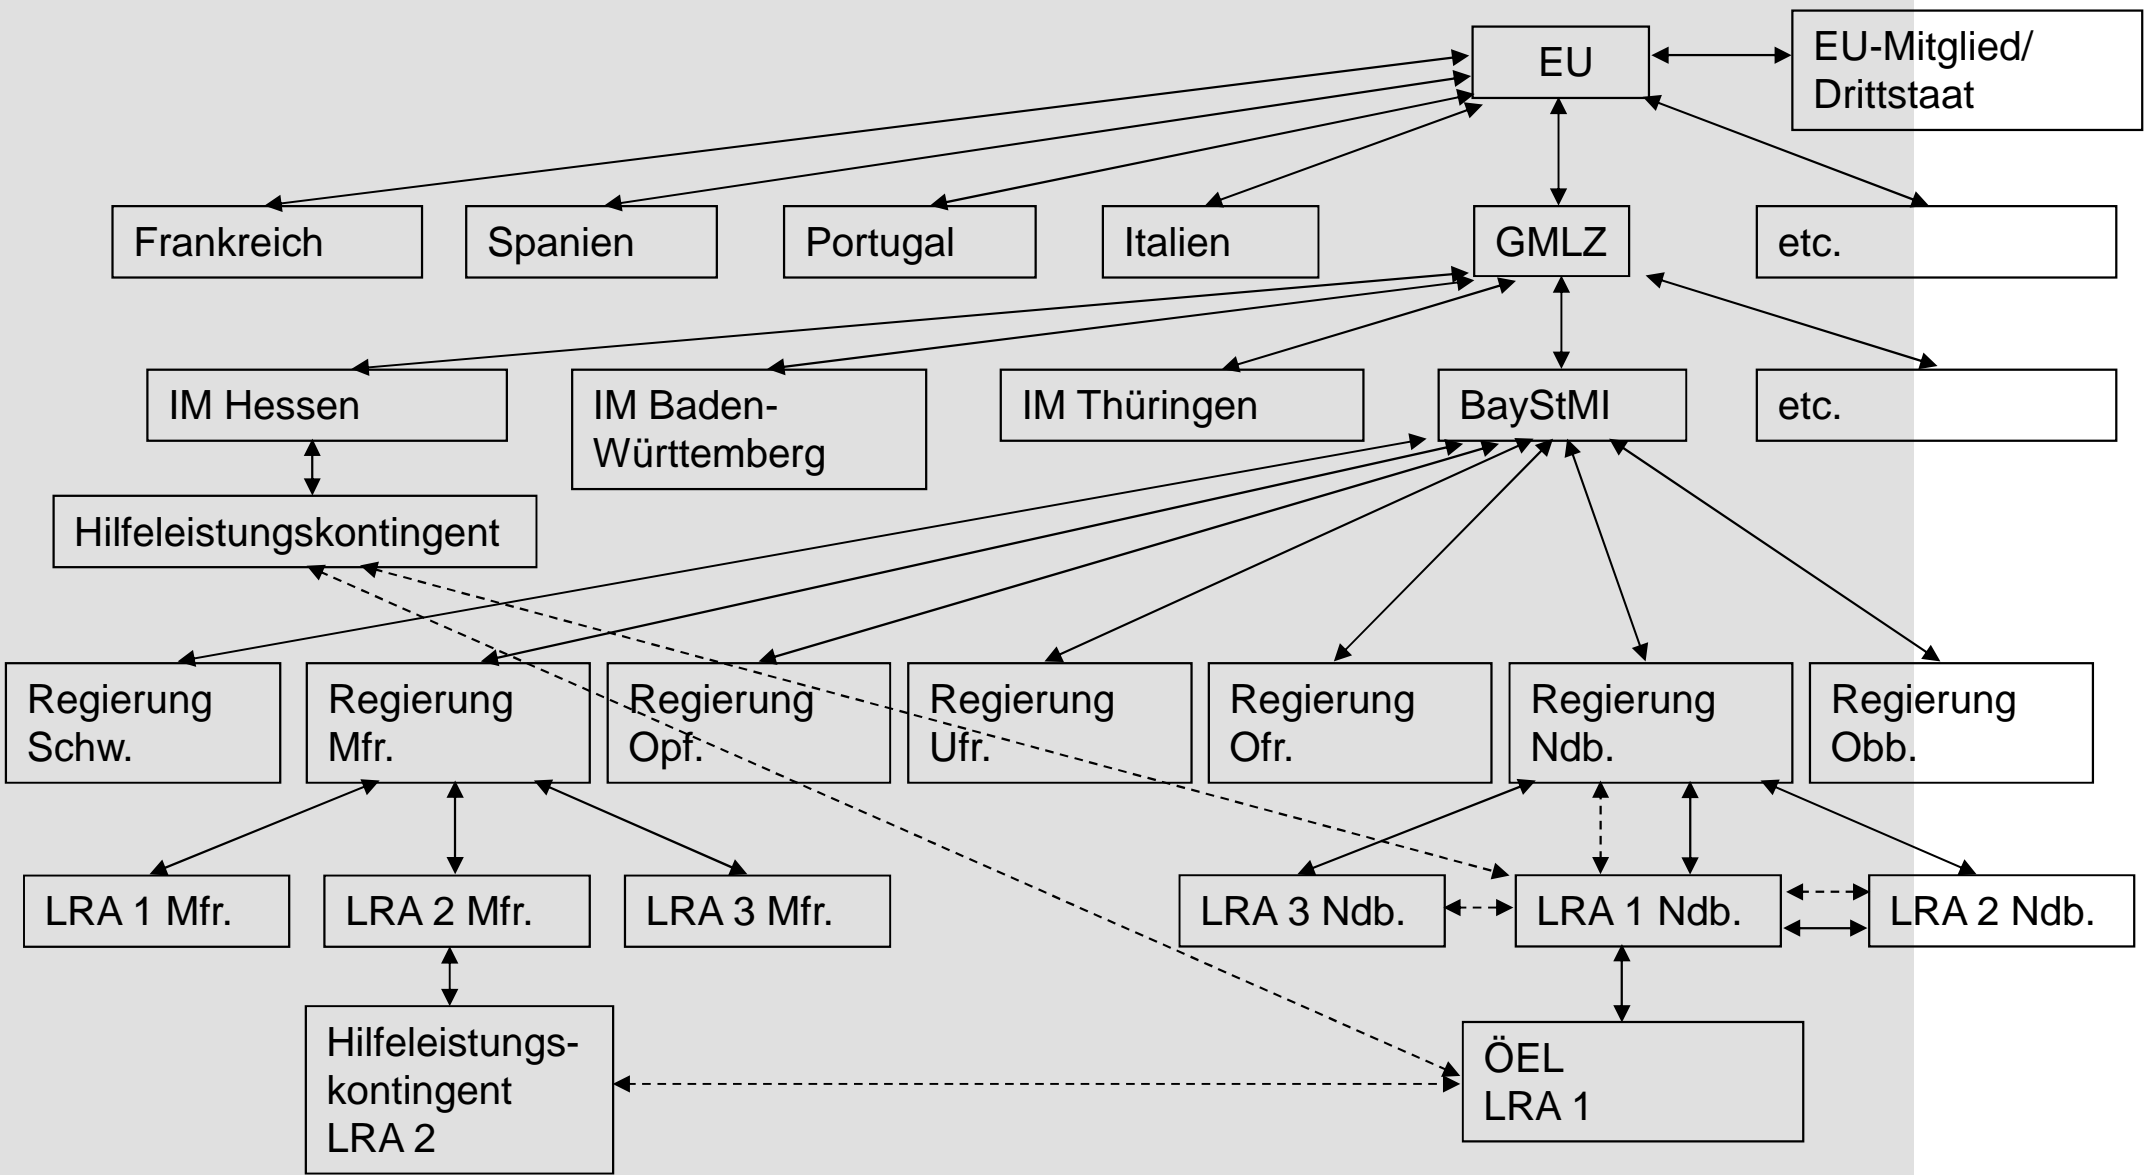 EU
EU-Mitglied/
Drittstaat
Frankreich
Spanien
Portugal
Italien
GMLZ
etc.
IM Hessen
IM Baden-
Württemberg
IM Thüringen
BayStMI
etc.
Hilfeleistungskontingent
Regierung
Schw.
Regierung
Mfr.
Regierung
Opf.
Regierung
Ufr.
Regierung
Ofr.
Regierung
Ndb.
Regierung
Obb.
LRA 1 Mfr.
LRA 2 Mfr.
LRA 3 Mfr.
LRA 3 Ndb.
LRA 1 Ndb.
LRA 2 Ndb.
Hilfeleistungs-
kontingent
LRA 2
ÖEL
LRA 1